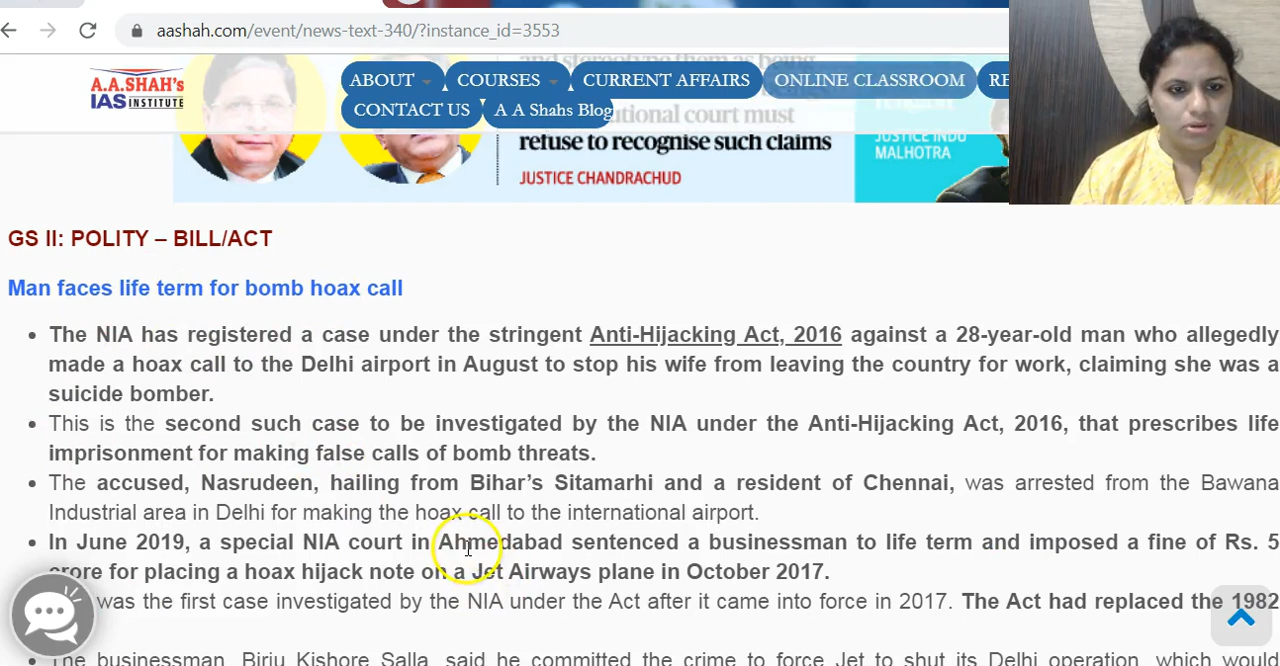 aashah.com/event/news-text-340/?instance_id=3553
and stereotype them as being
A.A.SHAH'S
IAS INSTITUTE
ABOUT
COURSES
CURRENT AFFAIRS
ONLINE CLASSROOM
RE
CONTACT US
A A Shahs Blog
utional court must
refuse to recognise such claims
JUSTICE CHANDRACHUD
JUSTICE INDU
MALHOTRA
GS II: POLITY – BILL/ACT
Man faces life term for bomb hoax call
The NIA has registered a case under the stringent Anti-Hijacking Act, 2016 against a 28-year-old man who allegedly
made a hoax call to the Delhi airport in August to stop his wife from leaving the country for work, claiming she was a
suicide bomber.
This is the second such case to be investigated by the NIA under the Anti-Hijacking Act, 2016, that prescribes life
imprisonment for making false calls of bomb threats.
The accused, Nasrudeen, hailing from Bihar’s Sitamarhi and a resident of Chennai, was arrested from the Bawana
Industrial area in Delhi for making the hoax call to the international airport.
In June 2019, a special NIA court in Ahmedabad sentenced a businessman to life term and imposed a fine of Rs. 5
crore for placing a hoax hijack note on a Jet Airways plane in October 2017.
was the first case investigated by the NIA under the Act after it came into force in 2017. The Act had replaced the 1982
The businessman, Birju Kishore Salla, said he committed the crime to force Jet to shut its Delhi operation, which would